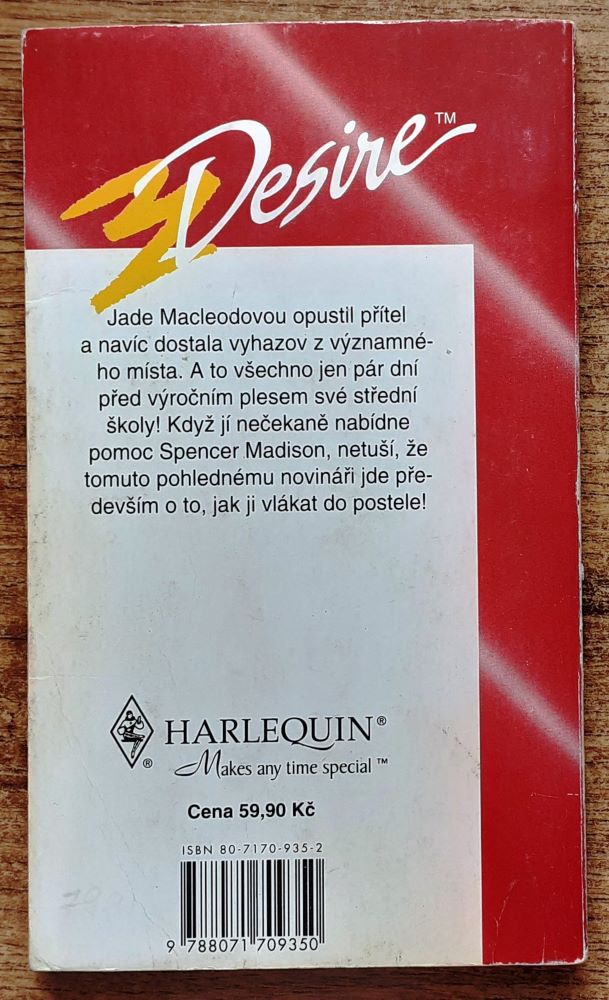 Desire™
Jade Macleodovou opustil přítel
a navíc dostala vyhazov z významné-
ho místa. A to všechno jen pár dní
před výročním plesem své střední
školy! Když jí nečekaně nabídne
pomoc Spencer Madison, netuší, že
tomuto pohlednému novináři jde pře-
devším o to, jak ji vlákat do postele!
HARLEQUIN®
®
Makes any time special™
Cena 59,90 Kč
ISBN 80-7170-935-2
9 788071 709350